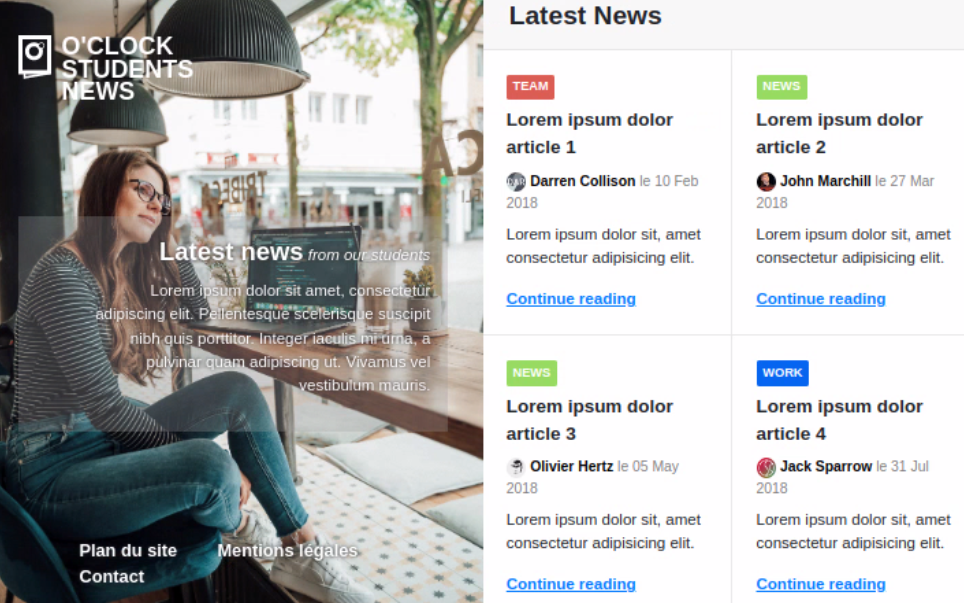 O'CLOCK
STUDENTS
NEWS
Latest news from our students
Lorem ipsum dolor sit amet, consectetur
adipiscing elit. Pellentesque scelerisque suscipit
nibh quis porttitor. Integer iaculis mi urna, a
pulvinar quam adipiscing ut. Vivamus vel
vestibulum mauris.
Plan du site
Mentions légales
Contact
Latest News
TEAM
Lorem ipsum dolor
article 1
Darren Collison le 10 Feb
2018
Lorem ipsum dolor sit, amet
consectetur adipisicing elit.
Continue reading
NEWS
Lorem ipsum dolor
article 2
John Marchill le 27 Mar
2018
Lorem ipsum dolor sit, amet
consectetur adipisicing elit.
Continue reading
NEWS
Lorem ipsum dolor
article 3
Olivier Hertz le 05 May
2018
Lorem ipsum dolor sit, amet
consectetur adipisicing elit.
Continue reading
WORK
Lorem ipsum dolor
article 4
Jack Sparrow le 31 Jul
2018
Lorem ipsum dolor sit, amet
consectetur adipisicing elit.
Continue reading